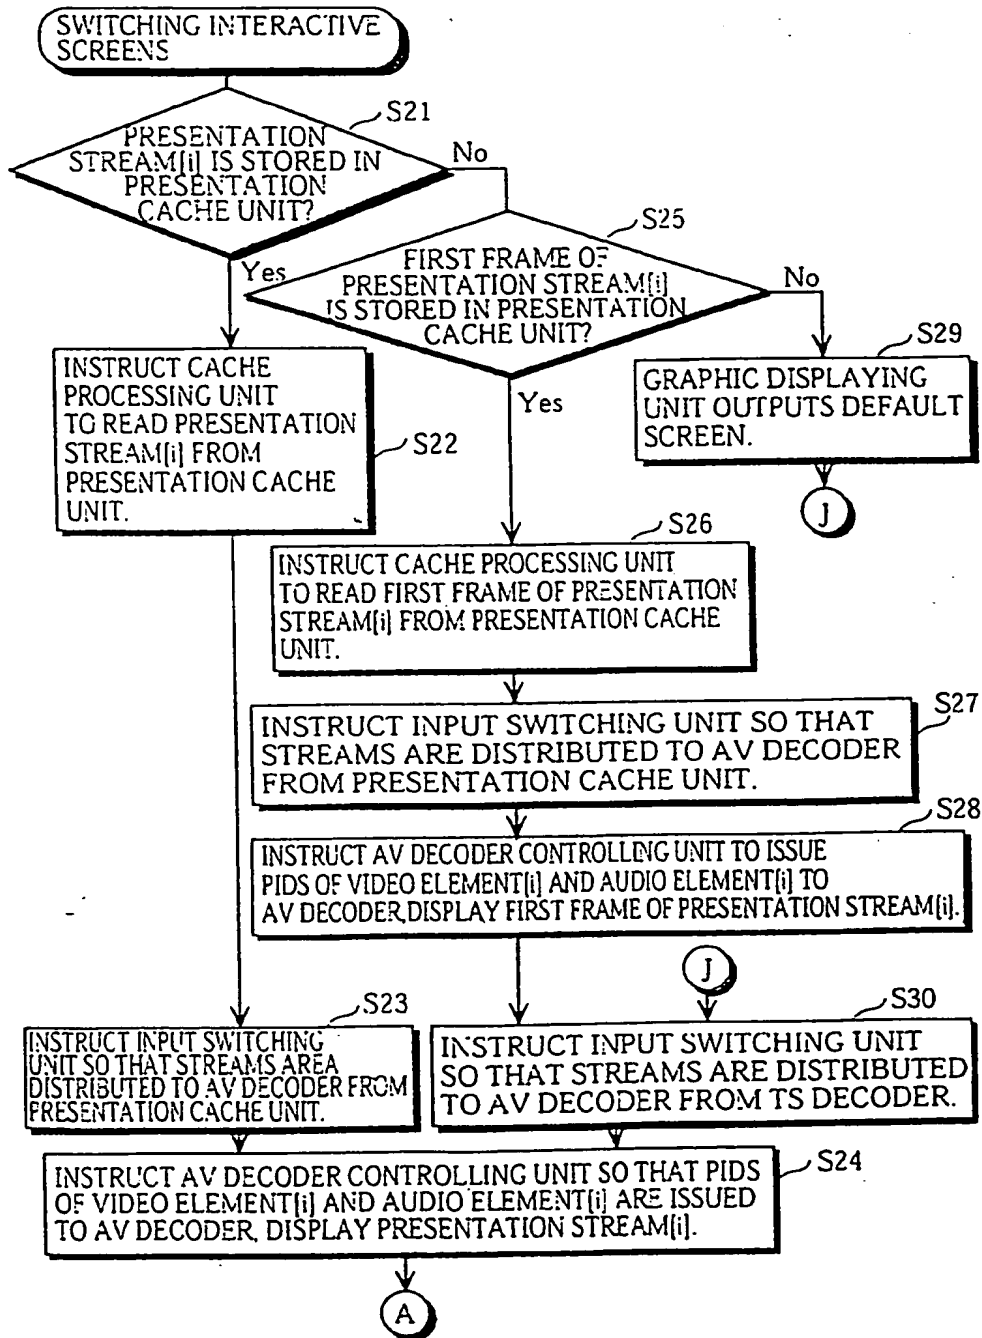 SWITCHING INTERACTIVE
SCREENS
S21
PRESENTATION
STREAM[i] IS STORED IN
PRESENTATION
CACHE UNIT?
No
Yes
S25
FIRST FRAME OF
PRESENTATION STREAM[i]
IS STORED IN PRESENTATION
CACHE UNIT?
No
Yes
S29
GRAPHIC DISPLAYING
UNIT OUTPUTS DEFAULT
SCREEN.
J
INSTRUCT CACHE
PROCESSING UNIT
TO READ PRESENTATION
STREAM[i] FROM
PRESENTATION CACHE
UNIT.
S22
S26
INSTRUCT CACHE PROCESSING UNIT
TO READ FIRST FRAME OF PRESENTATION
STREAM[i] FROM PRESENTATION CACHE
UNIT.
S27
INSTRUCT INPUT SWITCHING UNIT SO THAT
STREAMS ARE DISTRIBUTED TO AV DECODER
FROM PRESENTATION CACHE UNIT.
S28
INSTRUCT AV DECODER CONTROLLING UNIT TO ISSUE
PIDS OF VIDEO ELEMENT[i] AND AUDIO ELEMENT[i] TO
AV DECODER,DISPLAY FIRST FRAME OF PRESENTATION STREAM[i].
J
S23
INSTRUCT INPUT SWITCHING
UNIT SO THAT STREAMS AREA
DISTRIBUTED TO AV DECODER FROM
PRESENTATION CACHE UNIT.
S30
INSTRUCT INPUT SWITCHING UNIT
SO THAT STREAMS ARE DISTRIBUTED
TO AV DECODER FROM TS DECODER.
S24
INSTRUCT AV DECODER CONTROLLING UNIT SO THAT PIDS
OF VIDEO ELEMENT[i] AND AUDIO ELEMENT[i] ARE ISSUED
TO AV DECODER, DISPLAY PRESENTATION STREAM[i].
A